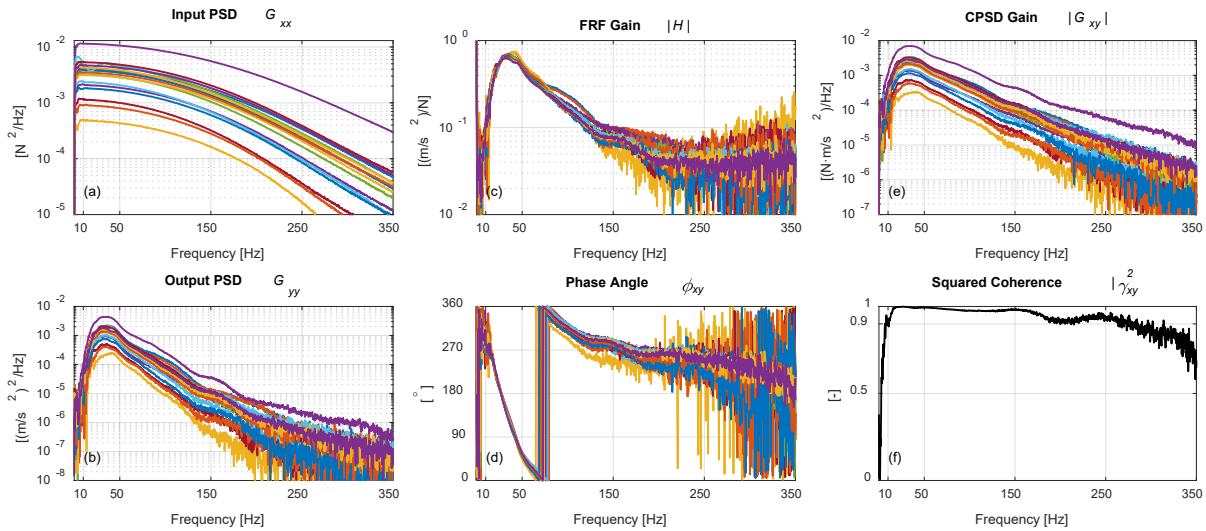 Input PSD G xx
[N 2/Hz]
10 -2
10 -3
10 -4
10 -5
(a)
10 50 150 250 350
Frequency [Hz]
FRF Gain |H|
[(m/s 2)/N]
10 0
10 -1
10 -2
(c)
10 50 150 250 350
Frequency [Hz]
CPSD Gain |G xy|
[(N·m/s 2)/Hz]
10 -2
10 -3
10 -4
10 -5
10 -6
10 -7
(e)
10 50 150 250 350
Frequency [Hz]
Output PSD G yy
[(m/s 2) 2/Hz]
10 -2
10 -3
10 -4
10 -5
10 -6
10 -7
10 -8
(b)
10 50 150 250 350
Frequency [Hz]
Phase Angle ϕxy
[°]
360
270
180
90
0
(d)
10 50 150 250 350
Frequency [Hz]
Squared Coherence |γ2xy
[-]
1
0.9
0.5
0
(f)
10 50 150 250 350
Frequency [Hz]